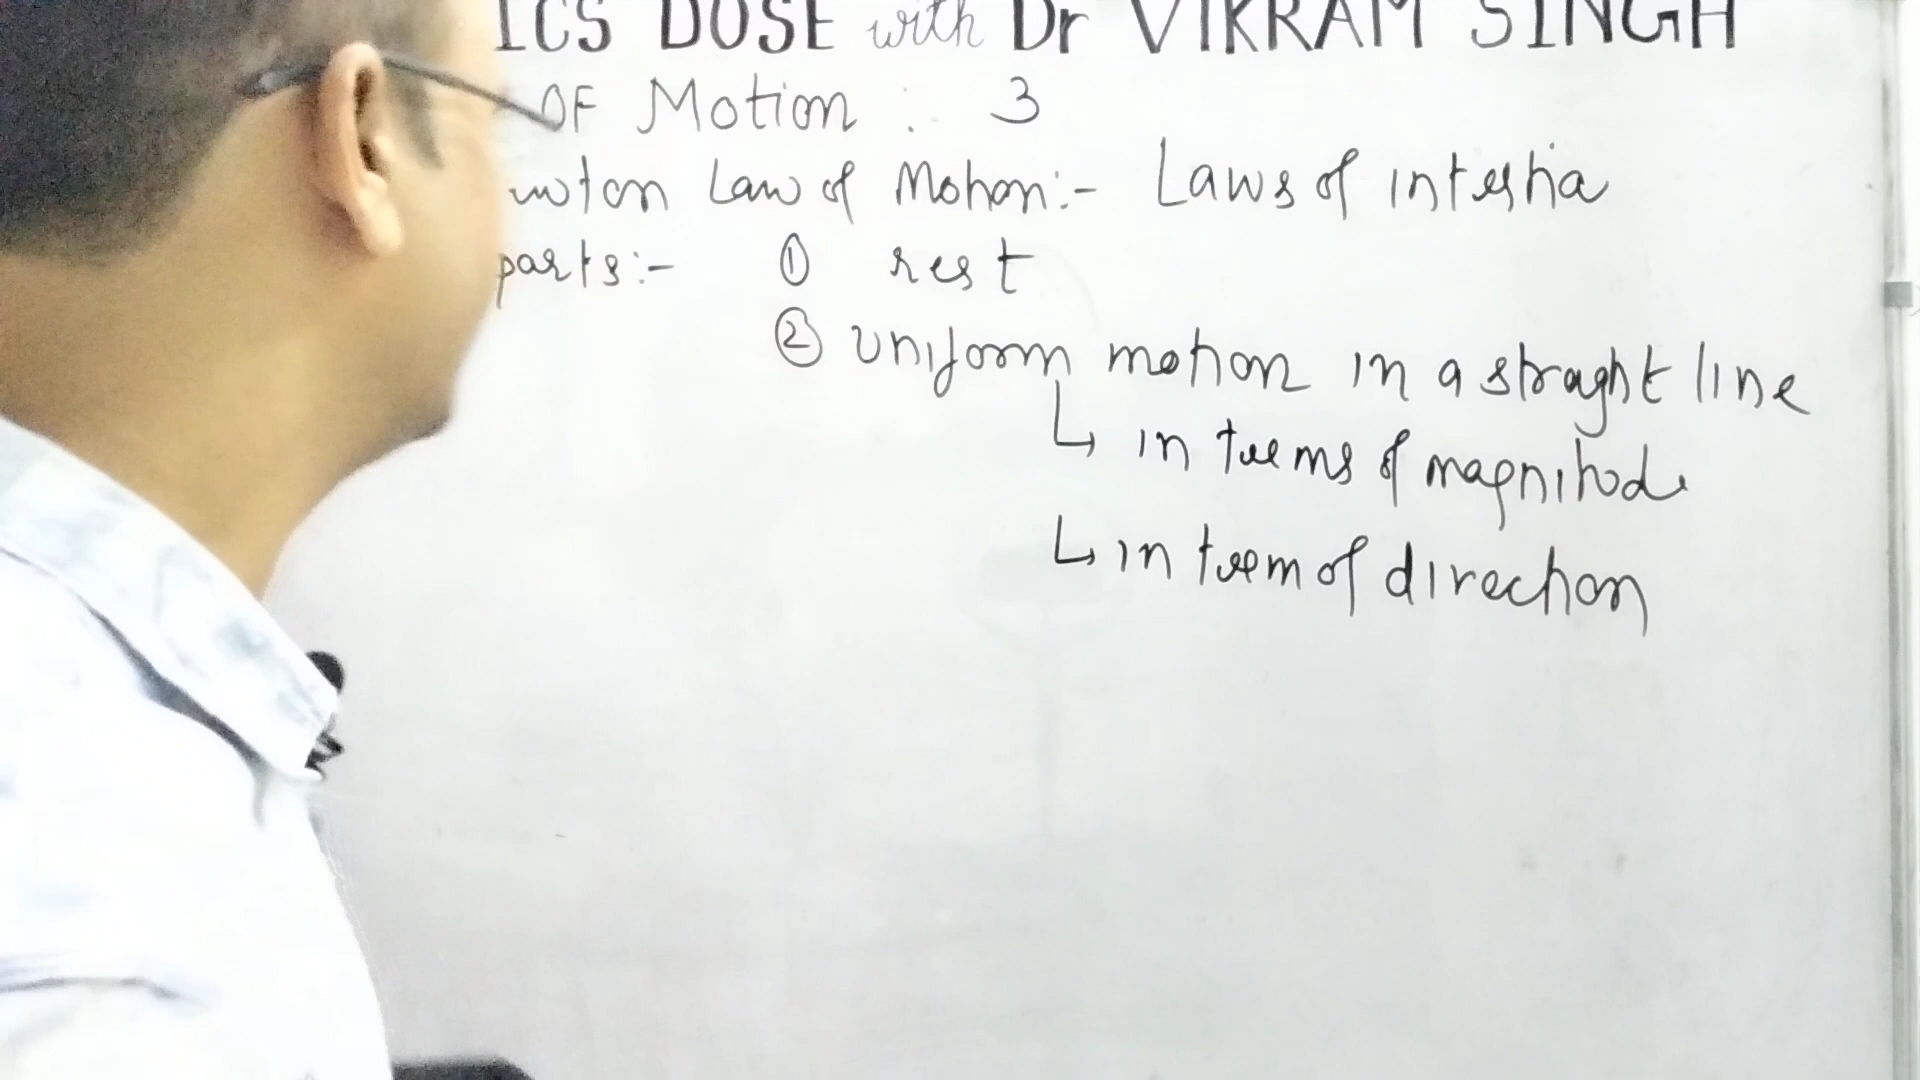 ICS DOSE with Dr VIKRAM SINGH
OF Motion : 3
wton Law of Motion:- Laws of intertia
parts:- ① rest
② uniform motion in a straght line
↳ in terms of magnitude
↳ in term of direction